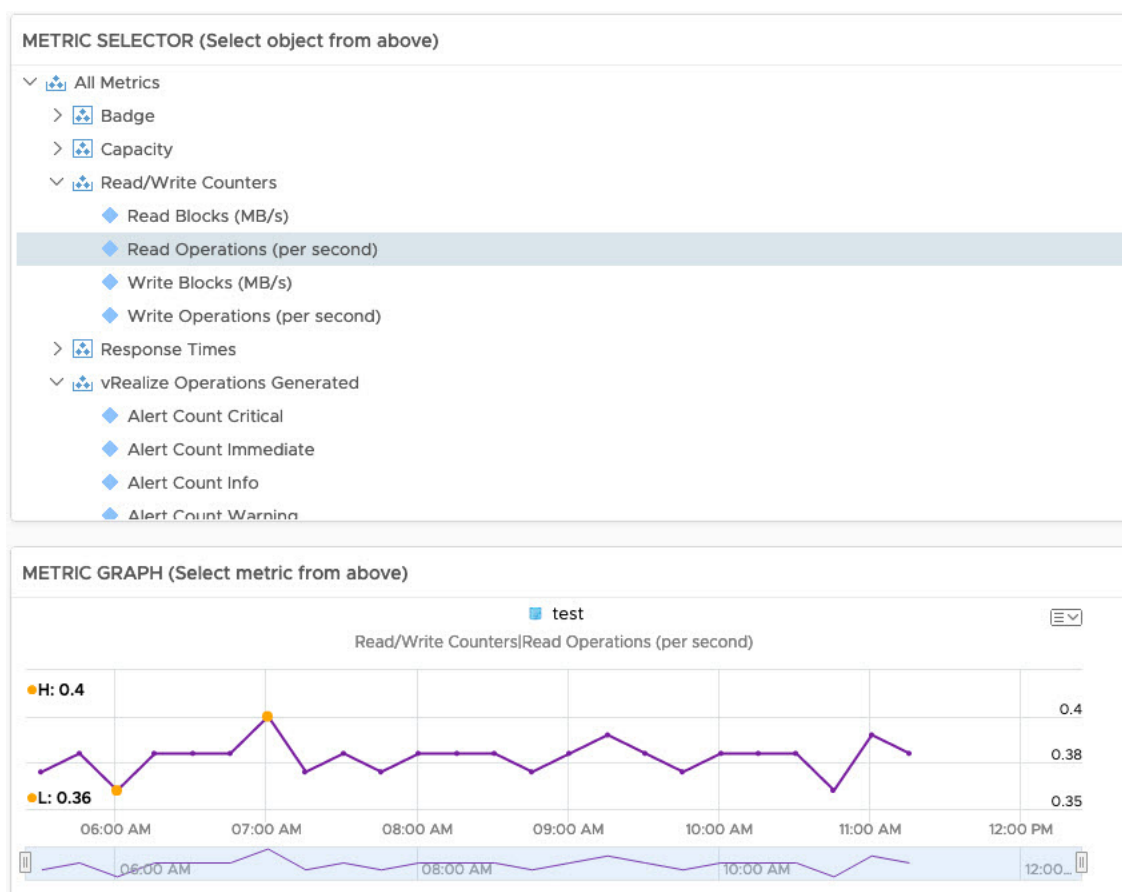 METRIC SELECTOR (Select object from above)
All Metrics
Badge
Capacity
Read/Write Counters
Read Blocks (MB/s)
Read Operations (per second)
Write Blocks (MB/s)
Write Operations (per second)
Response Times
vRealize Operations Generated
Alert Count Critical
Alert Count Immediate
Alert Count Info
Alert Count Warning
METRIC GRAPH (Select metric from above)
test
Read/Write Counters|Read Operations (per second)
H: 0.4
0.4
0.38
L: 0.36
0.35
06:00 AM 07:00 AM 08:00 AM 09:00 AM 10:00 AM 11:00 AM 12:00 PM
06:00 AM 08:00 AM 10:00 AM 12:00...